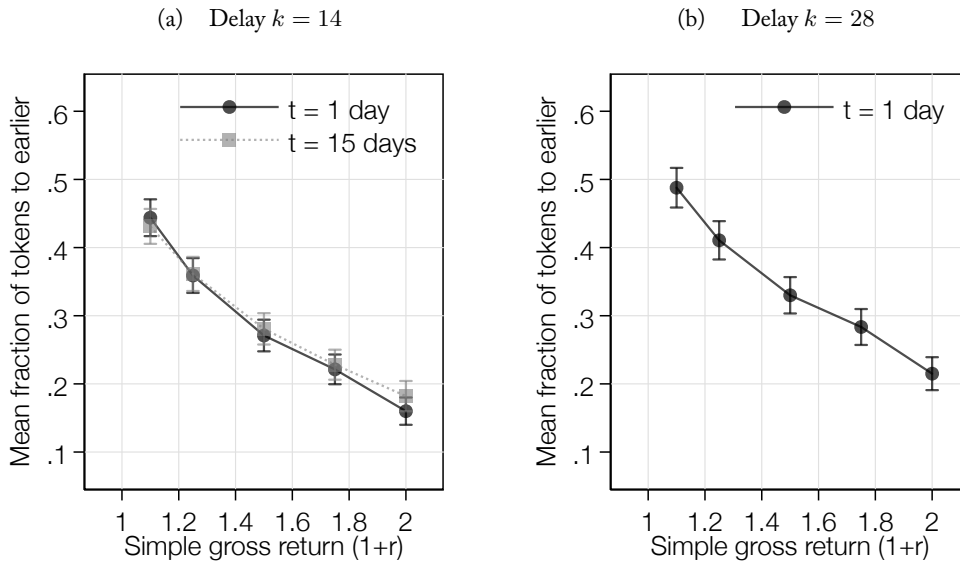 (a) Delay k = 14
t = 1 day
t = 15 days
Mean fraction of tokens to earlier
.6
.5
.4
.3
.2
.1
1 1.2 1.4 1.6 1.8 2
Simple gross return (1+r)
(b) Delay k = 28
t = 1 day
Mean fraction of tokens to earlier
.6
.5
.4
.3
.2
.1
1 1.2 1.4 1.6 1.8 2
Simple gross return (1+r)